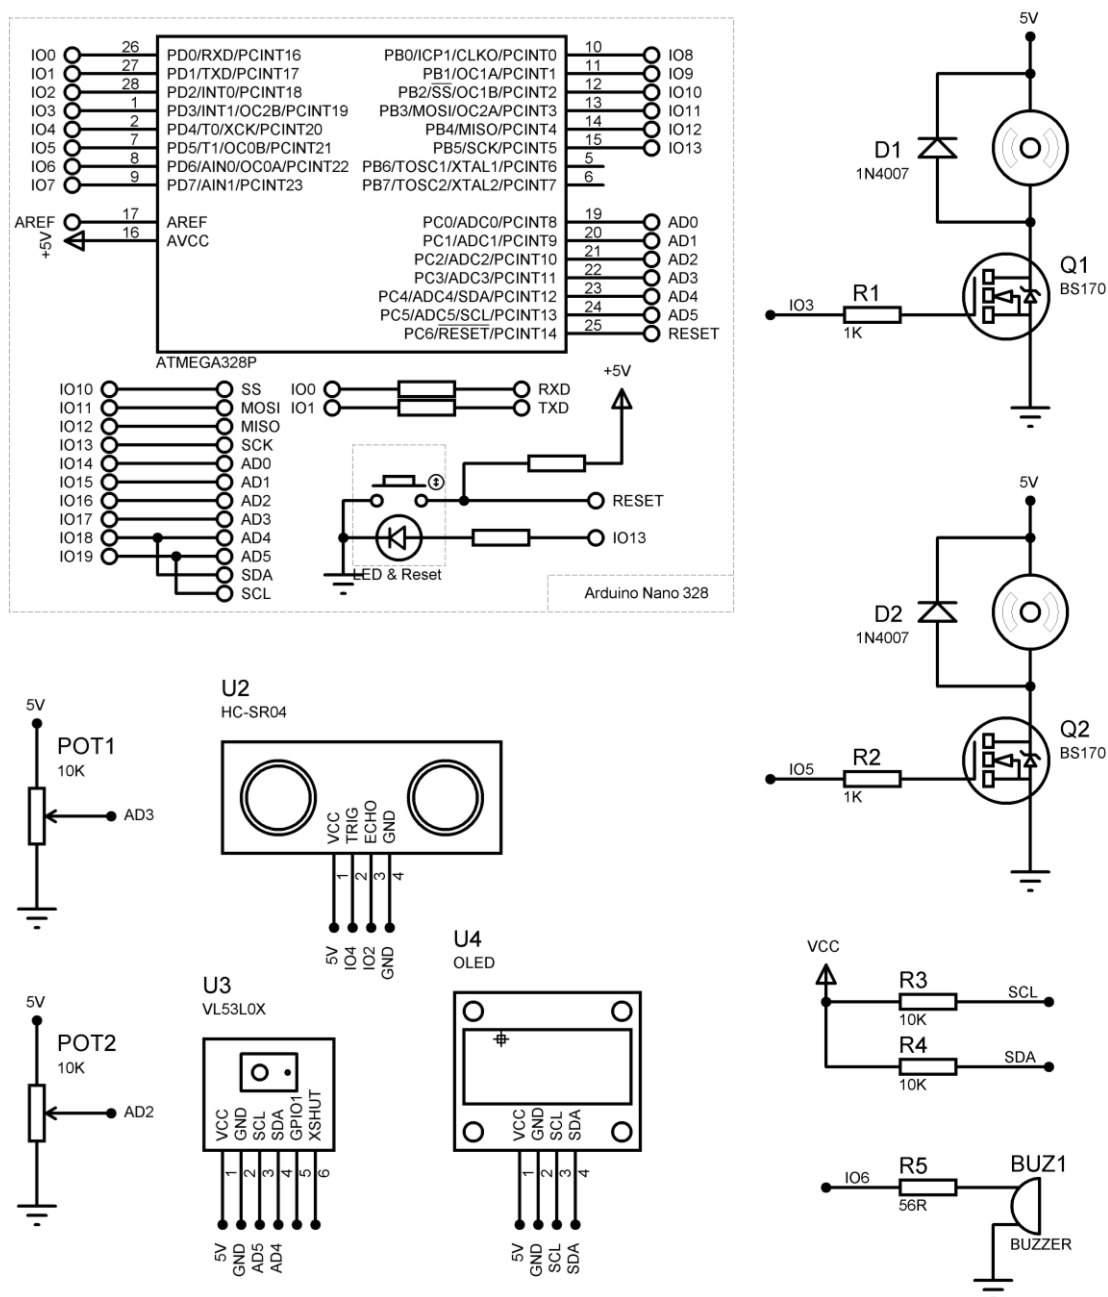 IO0 26 PD0/RXD/PCINT16 PB0/ICP1/CLKO/PCINT0 10 IO8
IO1 27 PD1/TXD/PCINT17 PB1/OC1A/PCINT1 11 IO9
IO2 28 PD2/INT0/PCINT18 PB2/SS/OC1B/PCINT2 12 IO10
IO3 1 PD3/INT1/OC2B/PCINT19 PB3/MOSI/OC2A/PCINT3 13 IO11
IO4 2 PD4/T0/XCK/PCINT20 PB4/MISO/PCINT4 14 IO12
IO5 7 PD5/T1/OC0B/PCINT21 PB5/SCK/PCINT5 15 IO13
IO6 8 PD6/AIN0/OC0A/PCINT22 PB6/TOSC1/XTAL1/PCINT6 5
IO7 9 PD7/AIN1/PCINT23 PB7/TOSC2/XTAL2/PCINT7 6
AREF 17 AREF PC0/ADC0/PCINT8 19 AD0
+5V 16 AVCC PC1/ADC1/PCINT9 20 AD1
PC2/ADC2/PCINT10 21 AD2
PC3/ADC3/PCINT11 22 AD3
PC4/ADC4/SDA/PCINT12 23 AD4
PC5/ADC5/SCL/PCINT13 24 AD5
PC6/RESET/PCINT14 25 RESET
ATMEGA328P
IO10 SS
IO11 MOSI
IO12 MISO
IO13 SCK
IO14 AD0
IO15 AD1
IO16 AD2
IO17 AD3
IO18 AD4
IO19 AD5
SDA
SCL
IO0 RXD
IO1 TXD
+5V
RESET
IO13
LED & Reset
Arduino Nano 328
5V
D1
1N4007
Q1
BS170
IO3
R1
1K
5V
D2
1N4007
Q2
BS170
IO5
R2
1K
5V
POT1
10K
AD3
U2
HC-SR04
VCC TRIG ECHO GND
1 2 3 4
5V IO4 IO2 GND
5V
POT2
10K
AD2
U3
VL53L0X
VCC GND SCL SDA GPIO1 XSHUT
1 2 3 4 5 6
5V GND AD5 AD4
U4
OLED
VCC GND SCL SDA
1 2 3 4
5V GND SCL SDA
VCC
R3
10K
SCL
R4
10K
SDA
IO6
R5
56R
BUZ1
BUZZER